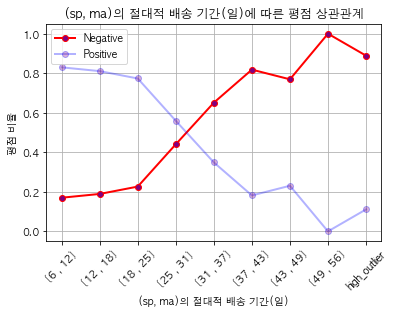 (sp, ma)의 절대적 배송 기간(일)에 따른 평점 상관관계
Negative
Positive
평점 비율
1.0
0.8
0.6
0.4
0.2
0.0
(6 , 12)
(12 , 18)
(18 , 25)
(25 , 31)
(31 , 37)
(37 , 43)
(43 , 49)
(49 , 56)
hgh_outlier
(sp, ma)의 절대적 배송 기간(일)